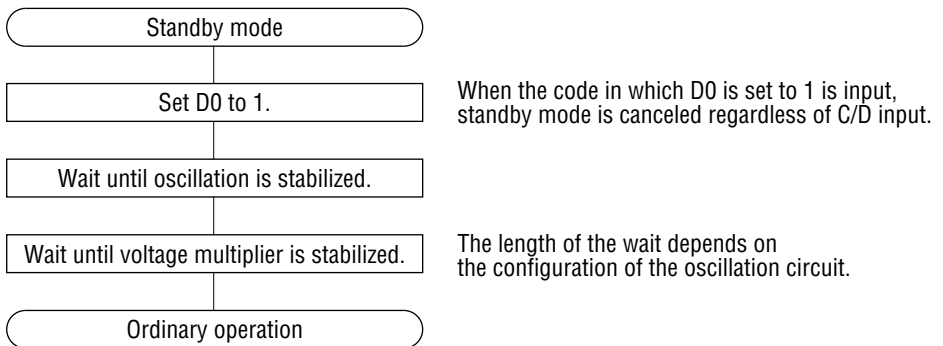 Standby mode
Set D0 to 1.
When the code in which D0 is set to 1 is input,
standby mode is canceled regardless of C/D input.
Wait until oscillation is stabilized.
Wait until voltage multiplier is stabilized.
The length of the wait depends on
the configuration of the oscillation circuit.
Ordinary operation